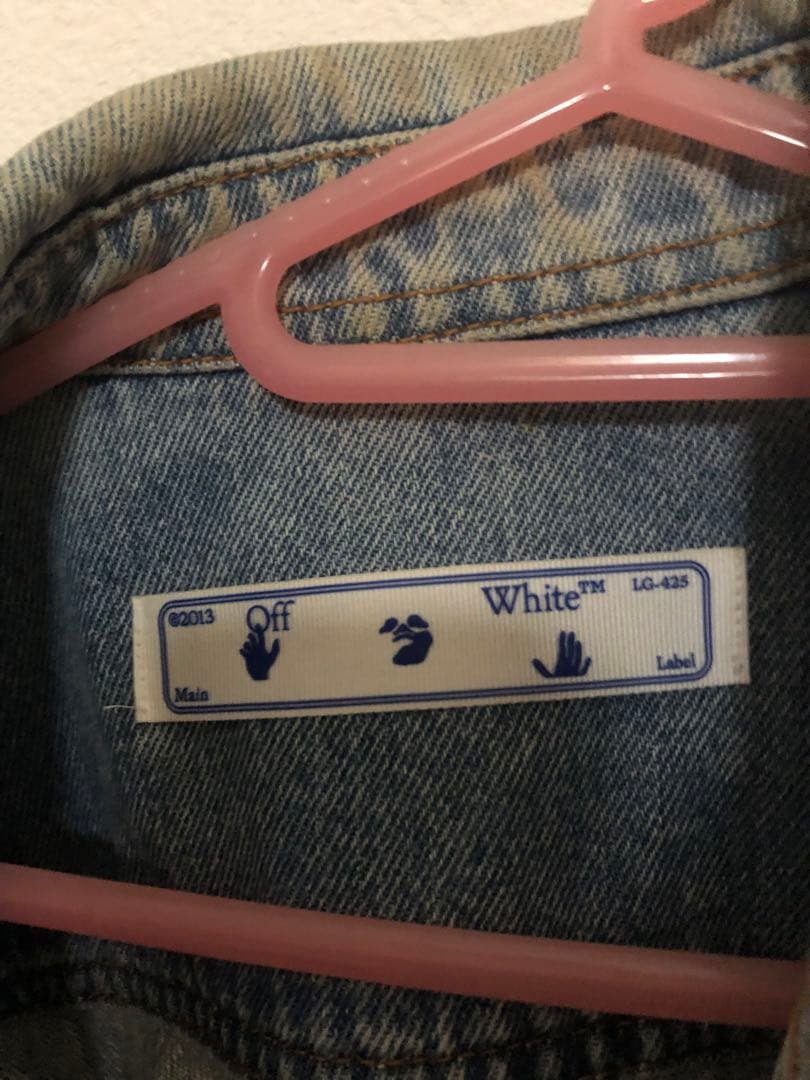 ©2013 Off White™ LG-425
Main Label